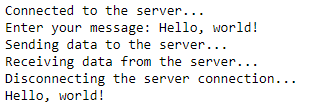 Connected to the server...
Enter your message: Hello, world!
Sending data to the server...
Receiving data from the server...
Disconnecting the server connection...
Hello, world!